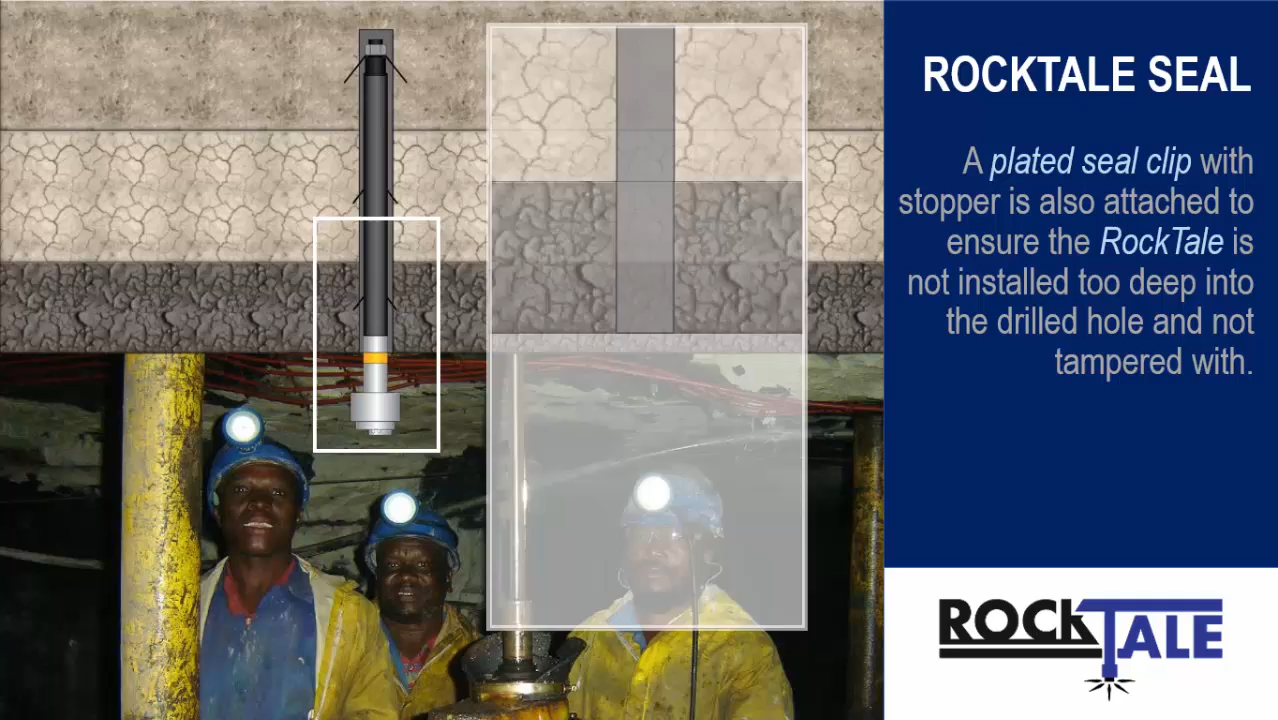 ROCKTALE SEAL
A plated seal clip with
stopper is also attached to
ensure the RockTale is
not installed too deep into
the drilled hole and not
tampered with.
ROCKTALE